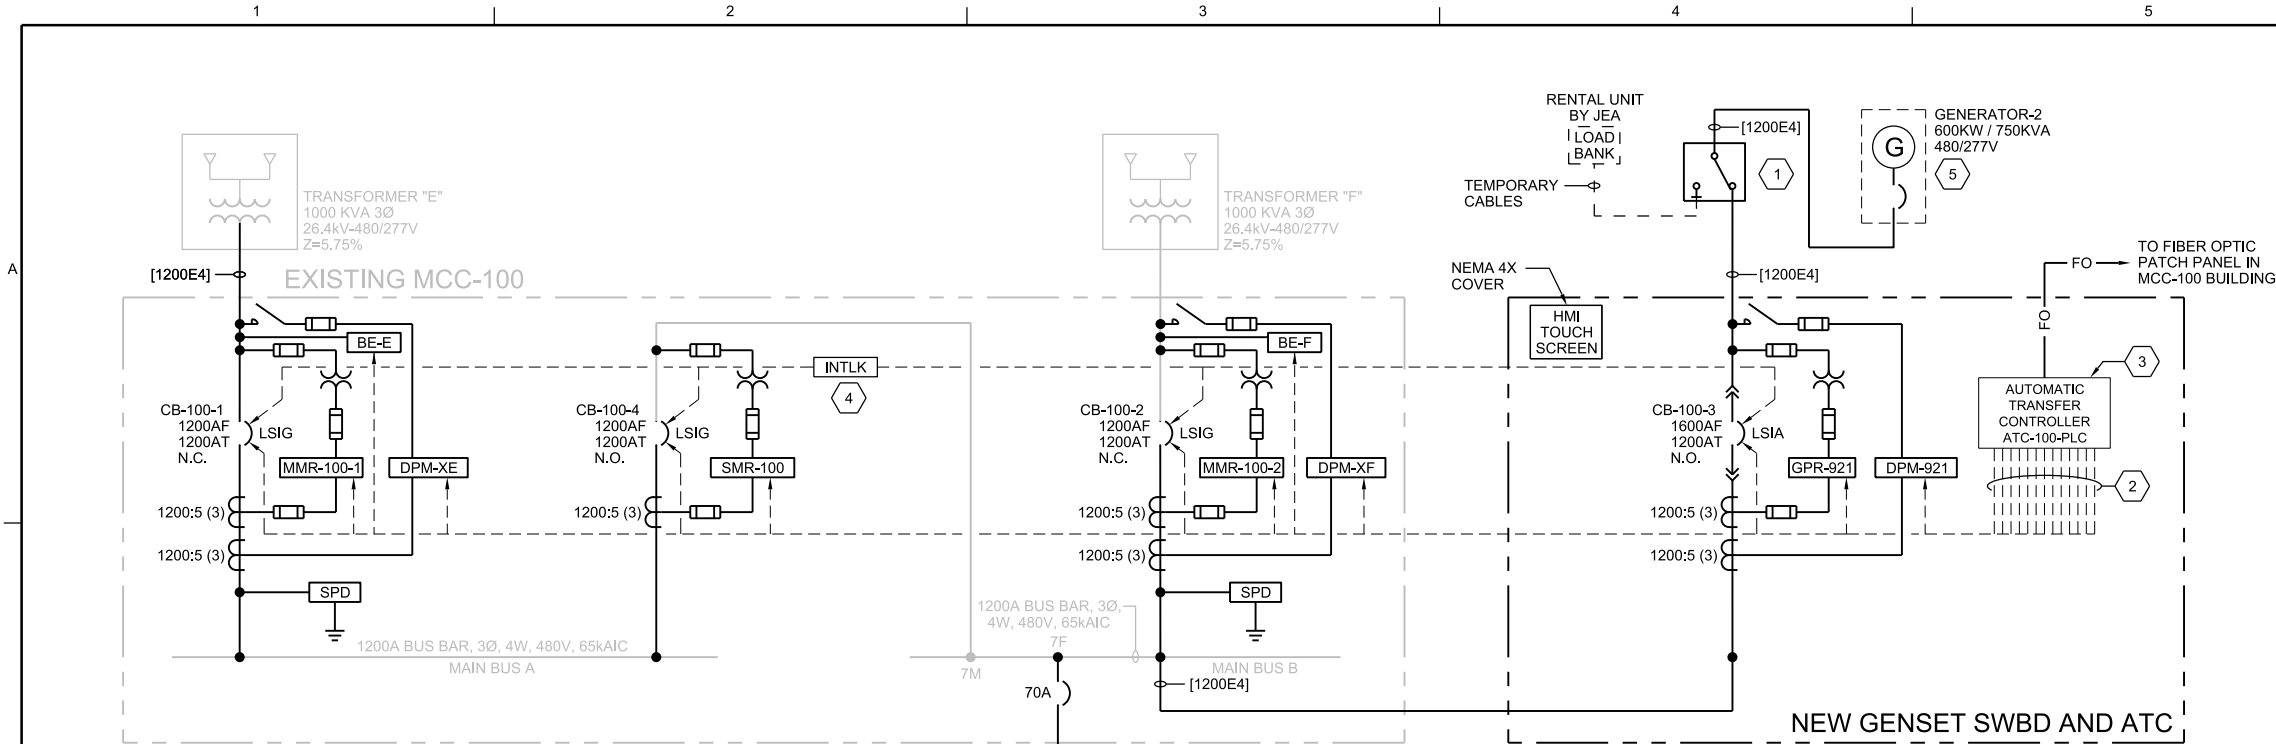 1
2
3
4
5
A
TRANSFORMER "E"
1000 KVA 3Ø
26.4kV-480/277V
Z=5.75%
[1200E4]
EXISTING MCC-100
TRANSFORMER "F"
1000 KVA 3Ø
26.4kV-480/277V
Z=5.75%
RENTAL UNIT
BY JEA
LOAD
BANK
TEMPORARY
CABLES
[1200E4]
1
G
GENERATOR-2
600KW / 750KVA
480/277V
5
[1200E4]
NEMA 4X
COVER
HMI
TOUCH
SCREEN
FO
FO
TO FIBER OPTIC
PATCH PANEL IN
MCC-100 BUILDING
3
AUTOMATIC
TRANSFER
CONTROLLER
ATC-100-PLC
2
BE-E
CB-100-1
1200AF
1200AT
N.C.
LSIG
MMR-100-1
DPM-XE
1200:5 (3)
1200:5 (3)
SPD
CB-100-4
1200AF
1200AT
N.O.
LSIG
SMR-100
1200:5 (3)
INTLK
4
BE-F
CB-100-2
1200AF
1200AT
N.C.
LSIG
MMR-100-2
DPM-XF
1200:5 (3)
1200:5 (3)
SPD
CB-100-3
1600AF
1200AT
N.O.
LSIA
GPR-921
DPM-921
1200:5 (3)
1200:5 (3)
1200A BUS BAR, 3Ø, 4W, 480V, 65kAIC
MAIN BUS A
1200A BUS BAR, 3Ø,
4W, 480V, 65kAIC
7F
7M
MAIN BUS B
70A
[1200E4]
NEW GENSET SWBD AND ATC